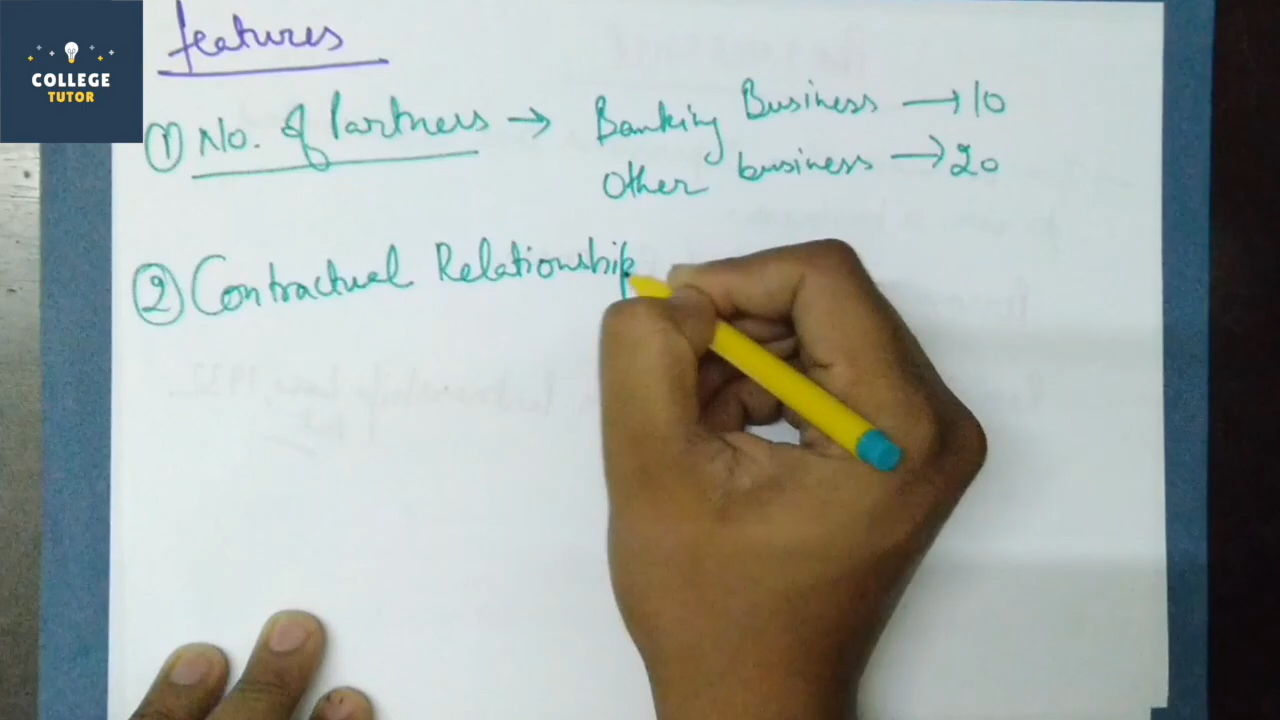 COLLEGE
TUTOR
features
① No. of Partners → Banking Business → 10
Other business → 20
② Contractual Relationship